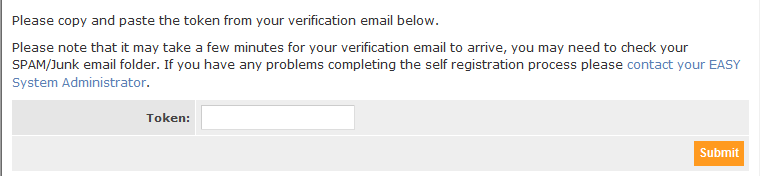 Please copy and paste the token from your verification email below.
Please note that it may take a few minutes for your verification email to arrive, you may need to check your
SPAM/Junk email folder. If you have any problems completing the self registration process please contact your EASY
System Administrator.
Token:
Submit